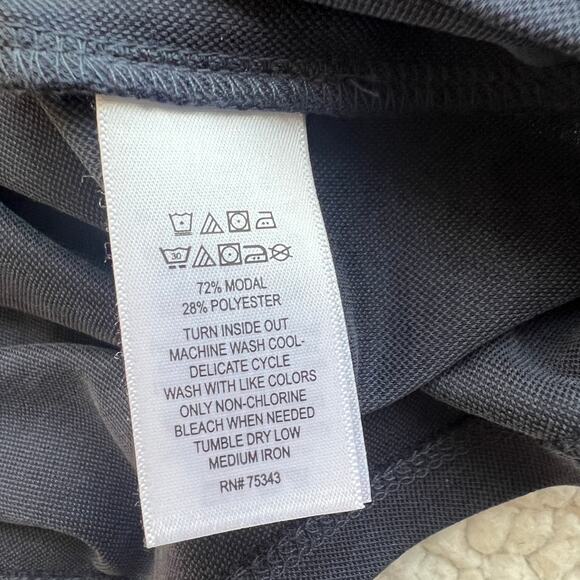 30
72% MODAL
28% POLYESTER
TURN INSIDE OUT
MACHINE WASH COOL-
DELICATE CYCLE
WASH WITH LIKE COLORS
ONLY NON-CHLORINE
BLEACH WHEN NEEDED
TUMBLE DRY LOW
MEDIUM IRON
RN# 75343